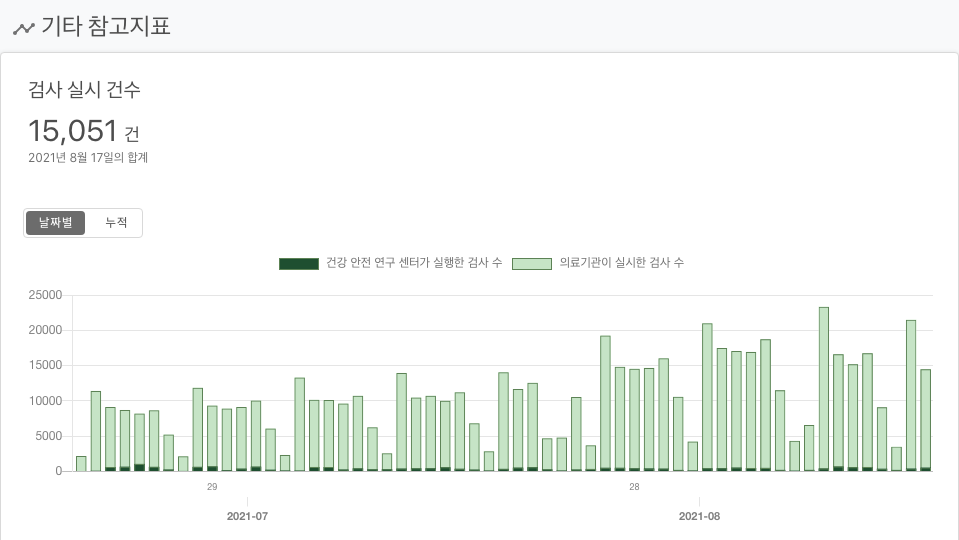 기타 참고지표
검사 실시 건수
15,051 건
2021년 8월 17일의 합계
날짜별 누적
건강 안전 연구 센터가 실행한 검사 수 의료기관이 실시한 검사 수
25000
20000
15000
10000
5000
0
29 28
2021-07 2021-08